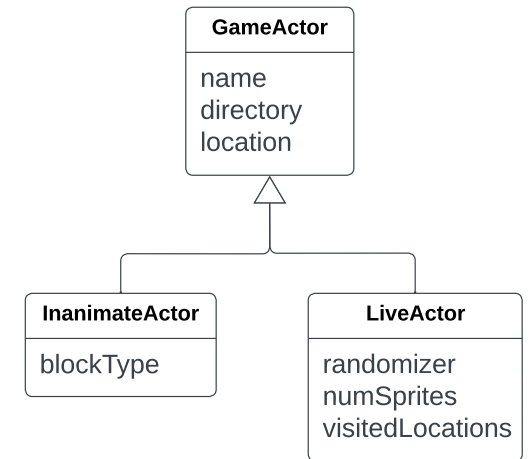 GameActor
name
directory
location
InanimateActor
blockType
LiveActor
randomizer
numSprites
visitedLocations